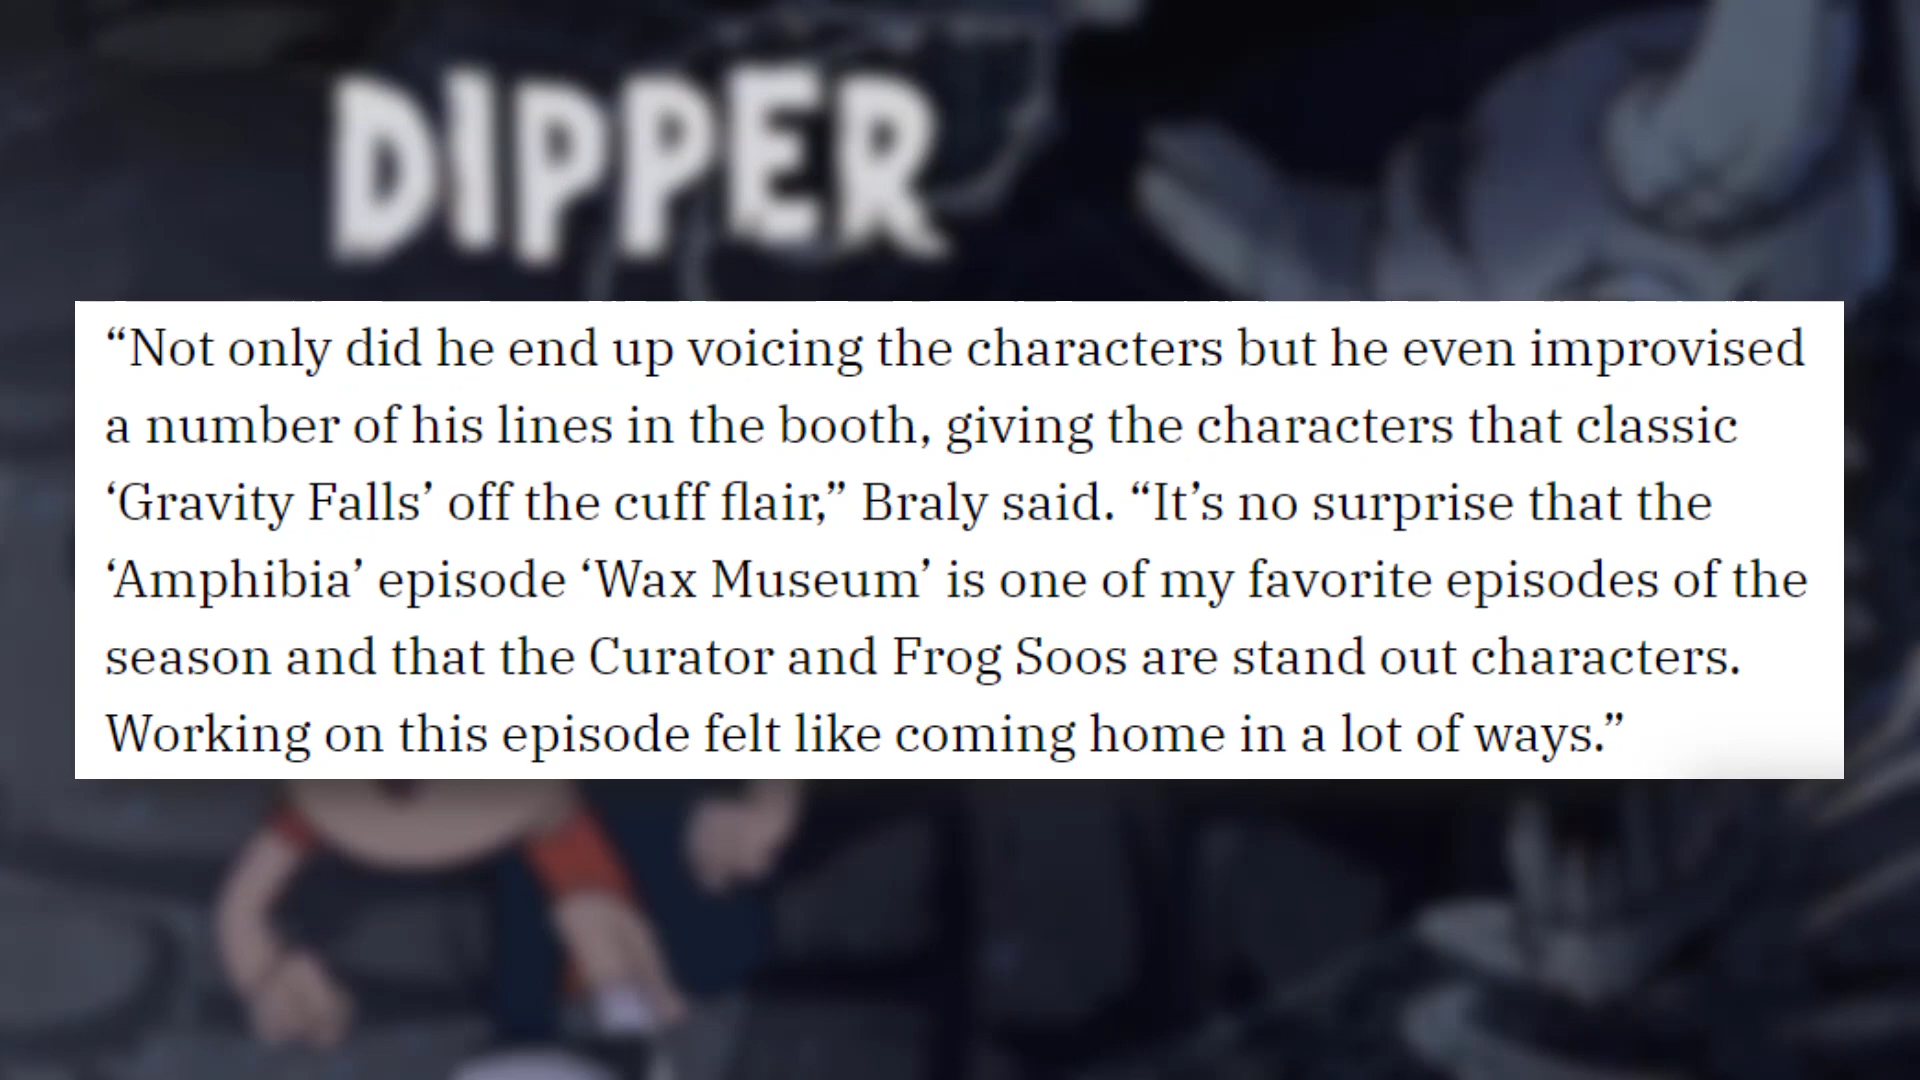 DIPPER
“Not only did he end up voicing the characters but he even improvised
a number of his lines in the booth, giving the characters that classic
‘Gravity Falls’ off the cuff flair,” Braly said. “It’s no surprise that the
‘Amphibia’ episode ‘Wax Museum’ is one of my favorite episodes of the
season and that the Curator and Frog Soos are stand out characters.
Working on this episode felt like coming home in a lot of ways.”